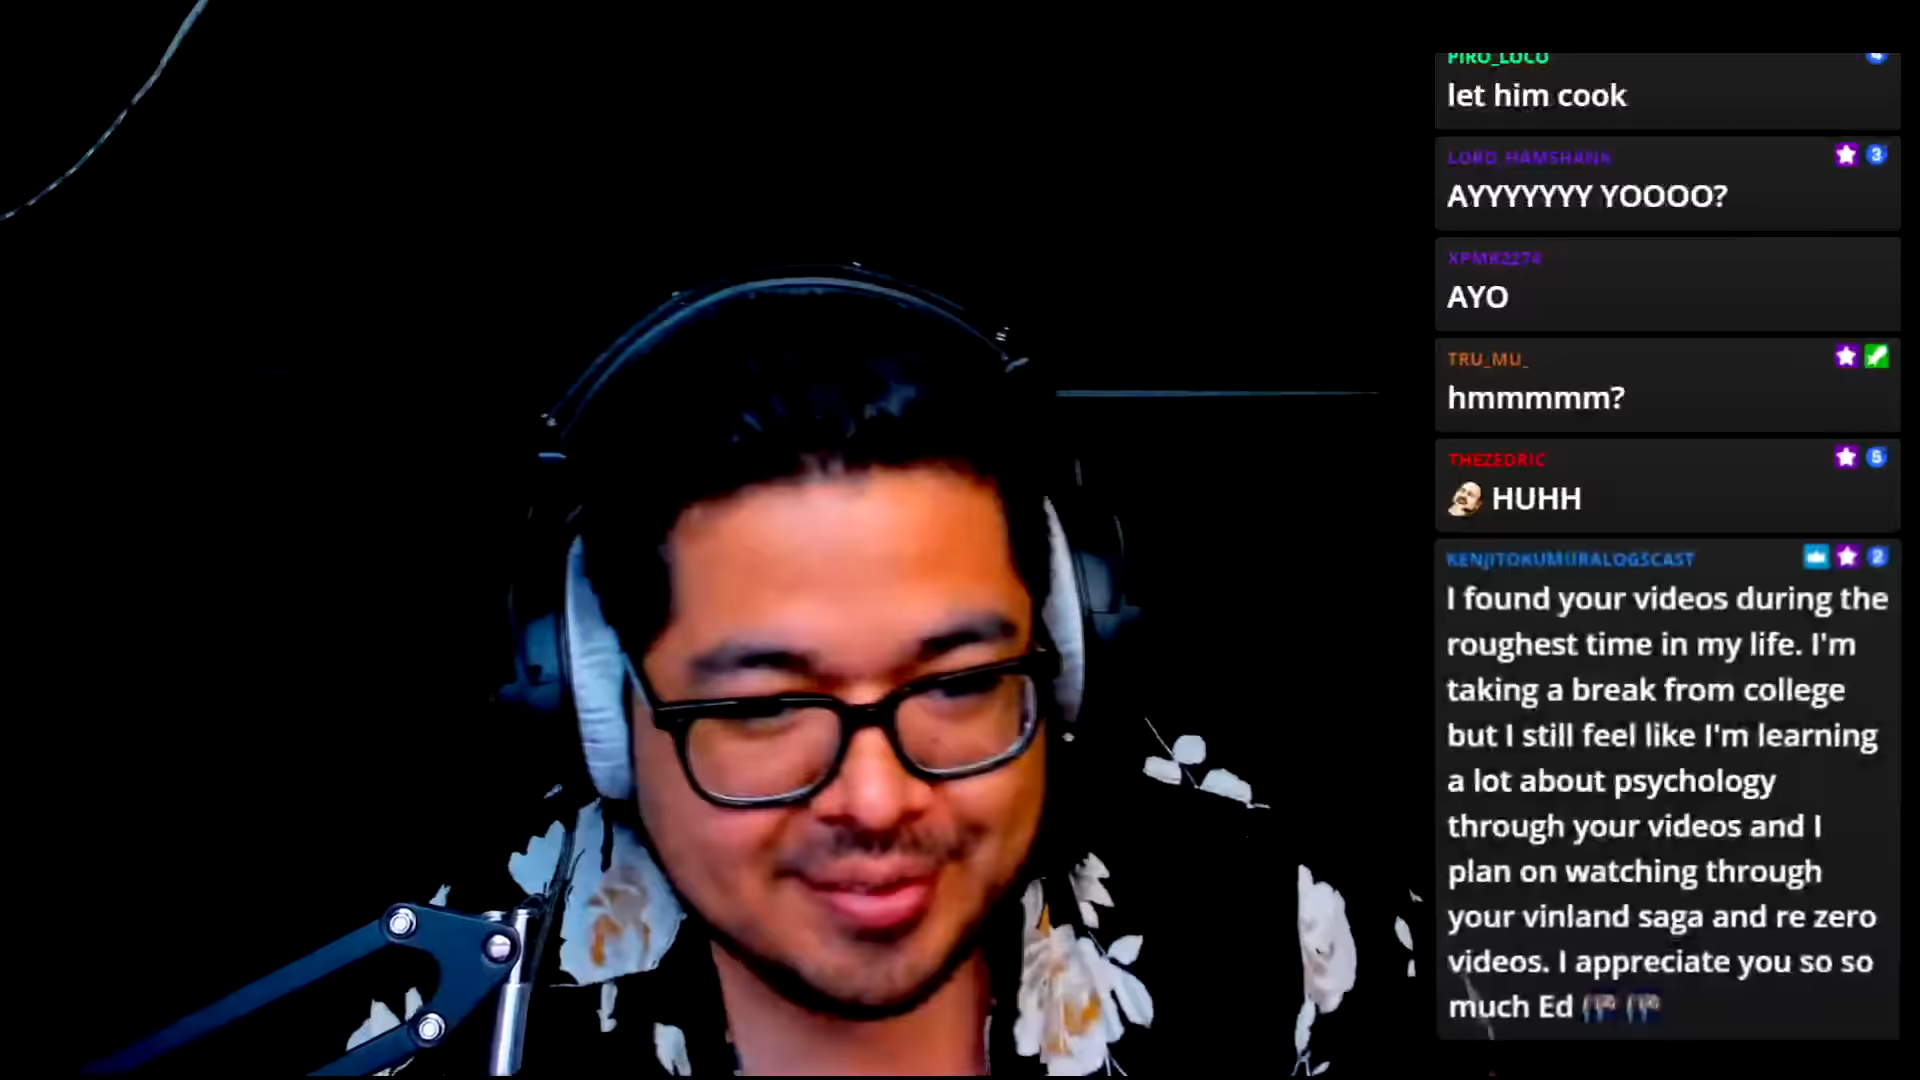 PIRO_LOCO
let him cook
LORD_HAMSHANK
3
AYYYYYYY YOOOO?
XPMK2274
AYO
TRU_MU_
hmmmmm?
THEZEDRIC
5
HUHH
KENJITOKUMURALOGSCAST
2
I found your videos during the
roughest time in my life. I'm
taking a break from college
but I still feel like I'm learning
a lot about psychology
through your videos and I
plan on watching through
your vinland saga and re zero
videos. I appreciate you so so
much Ed